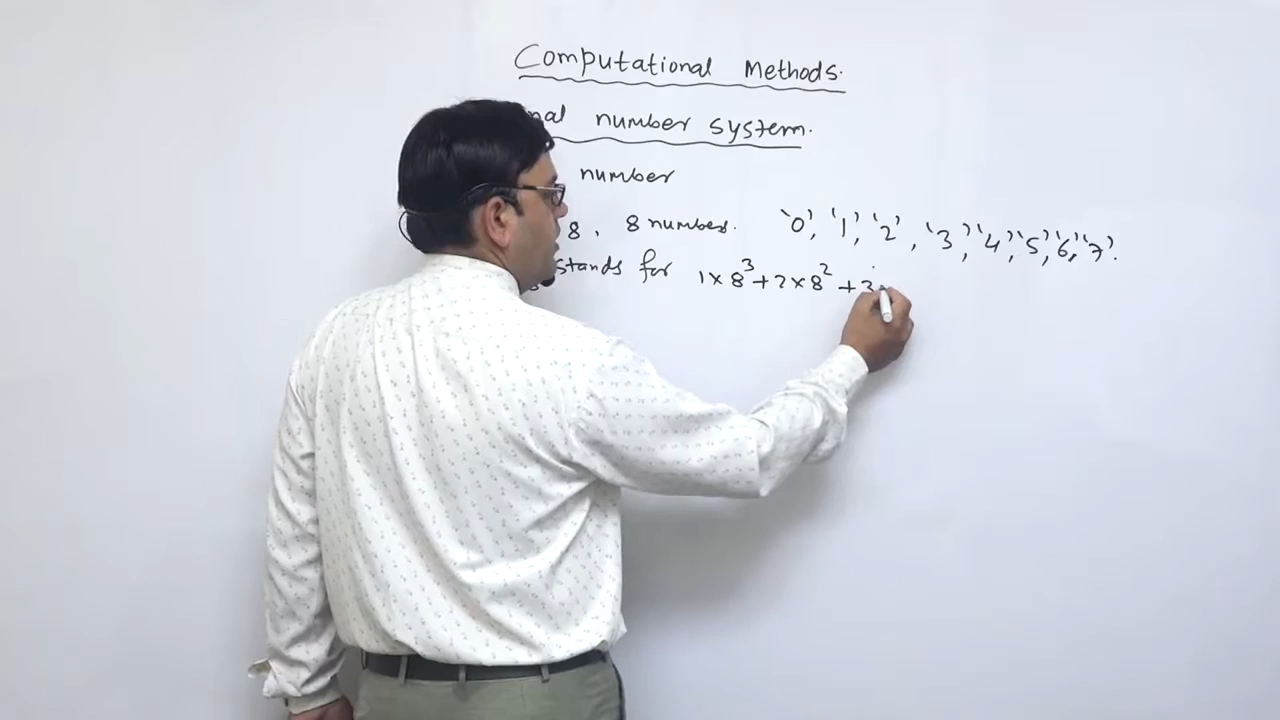 Computational Methods.
nal number system.
number
8, 8 number. '0', '1', '2', '3', '4', '5', '6', '7'.
stands for 1×8³+2×8²+3